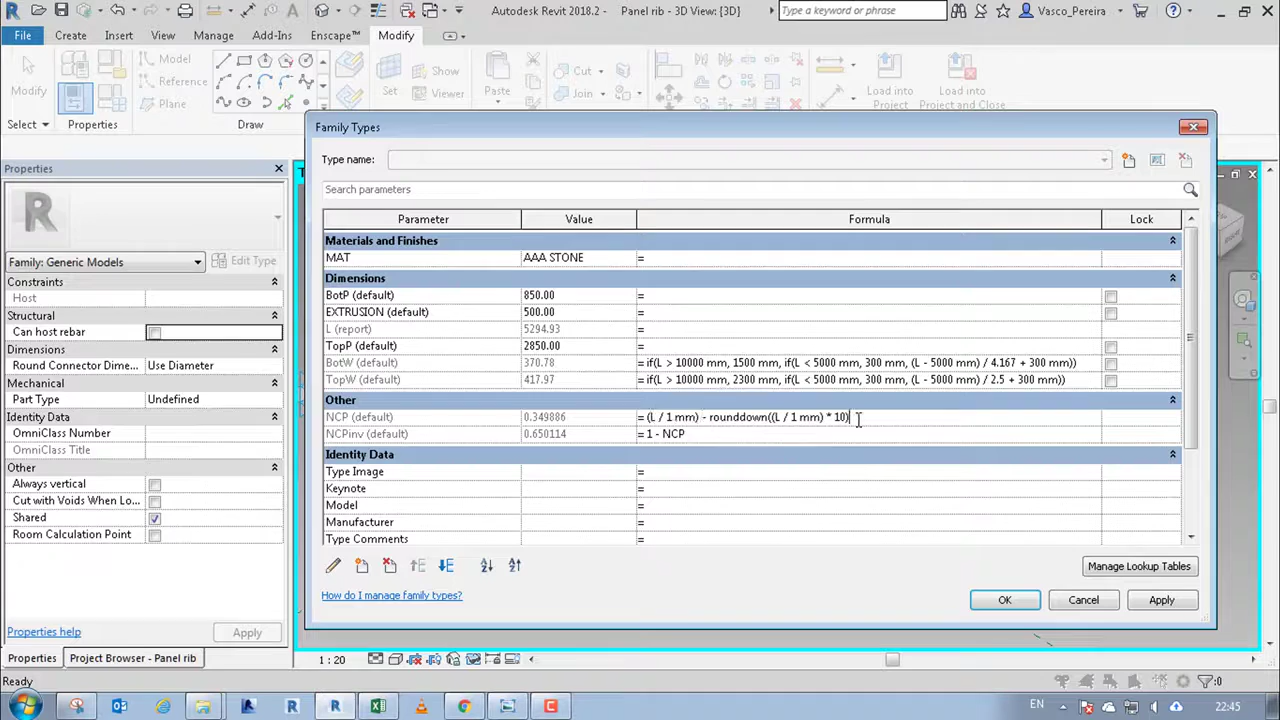 Autodesk Revit 2018.2 - Panel rib - 3D View: [3D]
Type a keyword or phrase
Vasco_Pereira
File Create Insert View Manage Add-Ins Enscape™ Modify
Modify
Select
Properties
Model
Reference
Plane
Draw
Set
Show
Viewer
Paste
Cut
Join
Load into Project
Load into Project and Close
Properties
Family: Generic Models
Edit Type
Constraints
Host
Structural
Can host rebar
Dimensions
Round Connector Dime... Use Diameter
Mechanical
Part Type Undefined
Identity Data
OmniClass Number
OmniClass Title
Other
Always vertical
Cut with Voids When Lo...
Shared
Room Calculation Point
Properties help
Apply
Properties
Project Browser - Panel rib
Family Types
Type name:
Search parameters
Parameter Value Formula Lock
Materials and Finishes
MAT AAA STONE =
Dimensions
BotP (default) 850.00 =
EXTRUSION (default) 500.00 =
L (report) 5294.93 =
TopP (default) 2850.00 =
BotW (default) 370.78 = if(L > 10000 mm, 1500 mm, if(L < 5000 mm, 300 mm, (L - 5000 mm) / 4.167 + 300 mm))
TopW (default) 417.97 = if(L > 10000 mm, 2300 mm, if(L < 5000 mm, 300 mm, (L - 5000 mm) / 2.5 + 300 mm))
Other
NCP (default) 0.349886 = (L / 1 mm) - rounddown((L / 1 mm) * 10)
NCPinv (default) 0.650114 = 1 - NCP
Identity Data
Type Image =
Keynote =
Model =
Manufacturer =
Type Comments =
Manage Lookup Tables
How do I manage family types?
OK
Cancel
Apply
1 : 20
Ready
:0
EN
22:45